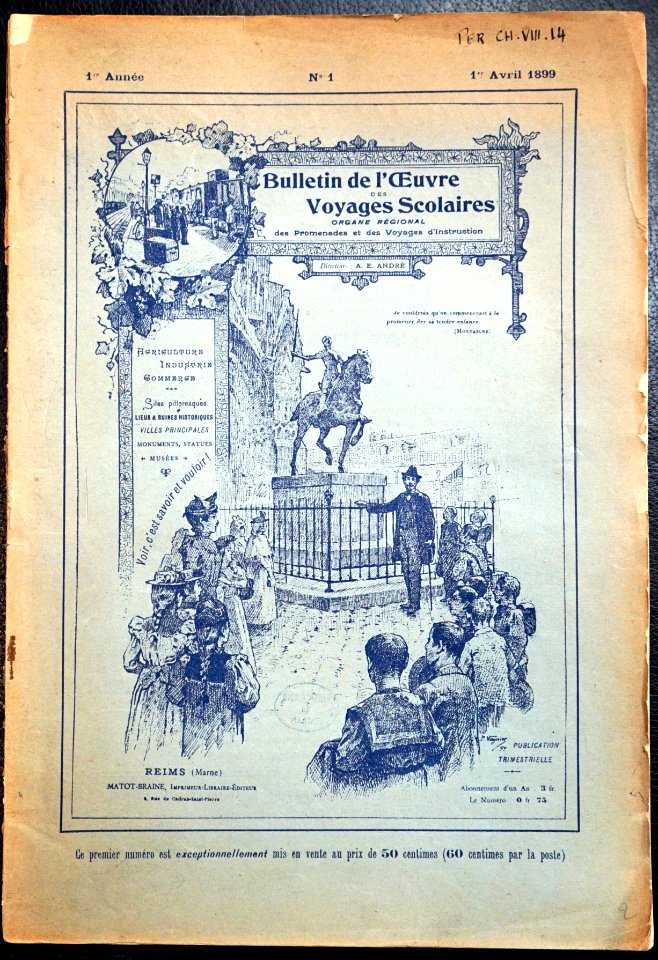 PER CH.VIII.14
1re Année
N° 1
1er Avril 1899
Bulletin de l'Œuvre
DES
Voyages Scolaires
ORGANE RÉGIONAL
des Promenades et des Voyages d'Instruction
Directeur : A. E. ANDRÉ
Je vouldrois qu'on commenceast à le
promener dez sa tendre enfance.
(MONTAIGNE)
AGRICULTURE
INDUSTRIE
COMMERCE
Sites pittoresques
LIEUX & RUINES HISTORIQUES
VILLES PRINCIPALES
MONUMENTS, STATUES
MUSÉES
Voir, c'est savoir et vouloir !
PUBLICATION
TRIMESTRIELLE
REIMS (Marne)
MATOT-BRAINE, IMPRIMEUR-LIBRAIRE-ÉDITEUR
6, Rue du Cadran-Saint-Pierre
Abonnement d'un An 3 fr.
Le Numéro 0 fr 75
Ce premier numéro est exceptionnellement mis en vente au prix de 50 centimes (60 centimes par la poste)
2